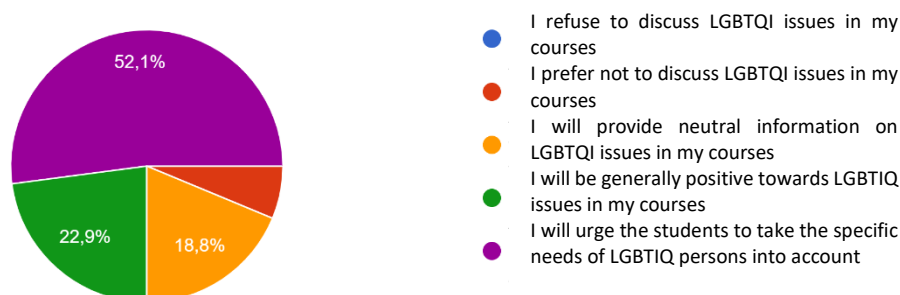 52,1%
22,9%
18,8%
I refuse to discuss LGBTQI issues in my
courses
I prefer not to discuss LGBTQI issues in my
courses
I will provide neutral information on
LGBTQI issues in my courses
I will be generally positive towards LGBTIQ
issues in my courses
I will urge the students to take the specific
needs of LGBTIQ persons into account